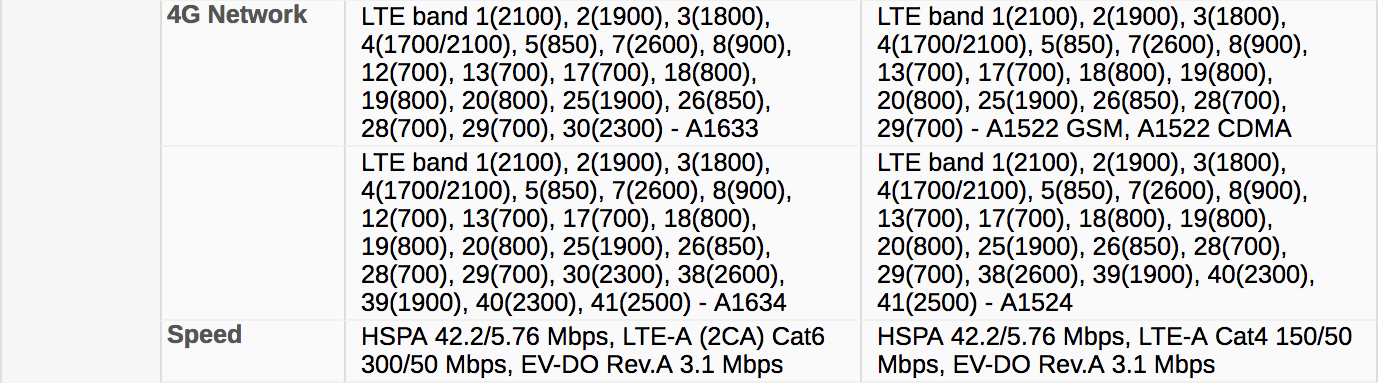 4G Network
LTE band 1(2100), 2(1900), 3(1800),
4(1700/2100), 5(850), 7(2600), 8(900),
12(700), 13(700), 17(700), 18(800),
19(800), 20(800), 25(1900), 26(850),
28(700), 29(700), 30(2300) - A1633
LTE band 1(2100), 2(1900), 3(1800),
4(1700/2100), 5(850), 7(2600), 8(900),
13(700), 17(700), 18(800), 19(800),
20(800), 25(1900), 26(850), 28(700),
29(700) - A1522 GSM, A1522 CDMA
LTE band 1(2100), 2(1900), 3(1800),
4(1700/2100), 5(850), 7(2600), 8(900),
12(700), 13(700), 17(700), 18(800),
19(800), 20(800), 25(1900), 26(850),
28(700), 29(700), 30(2300), 38(2600),
39(1900), 40(2300), 41(2500) - A1634
LTE band 1(2100), 2(1900), 3(1800),
4(1700/2100), 5(850), 7(2600), 8(900),
13(700), 17(700), 18(800), 19(800),
20(800), 25(1900), 26(850), 28(700),
29(700), 38(2600), 39(1900), 40(2300),
41(2500) - A1524
Speed
HSPA 42.2/5.76 Mbps, LTE-A (2CA) Cat6
300/50 Mbps, EV-DO Rev.A 3.1 Mbps
HSPA 42.2/5.76 Mbps, LTE-A Cat4 150/50
Mbps, EV-DO Rev.A 3.1 Mbps